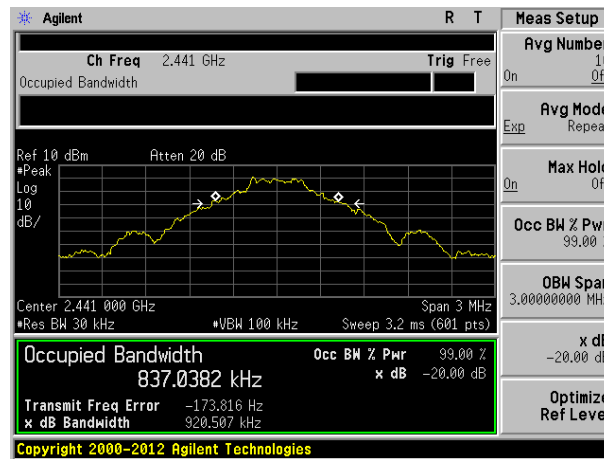 Agilent R T
Ch Freq 2.441 GHz Trig Free
Occupied Bandwidth
Ref 10 dBm Atten 20 dB
#Peak
Log
10
dB/
Center 2.441 000 GHz Span 3 MHz
#Res BW 30 kHz #VBW 100 kHz Sweep 3.2 ms (601 pts)
Occupied Bandwidth Occ BW % Pwr 99.00 %
837.0382 kHz x dB -20.00 dB
Transmit Freq Error -173.816 Hz
x dB Bandwidth 920.507 kHz
Copyright 2000-2012 Agilent Technologies
Meas Setup
Avg Number
On
Avg Mode
Exp Repea
Max Hold
On
Occ BW % Pwr
99.00
OBW Span
3.00000000 MH
x dB
-20.00 dB
Optimize
Ref Leve